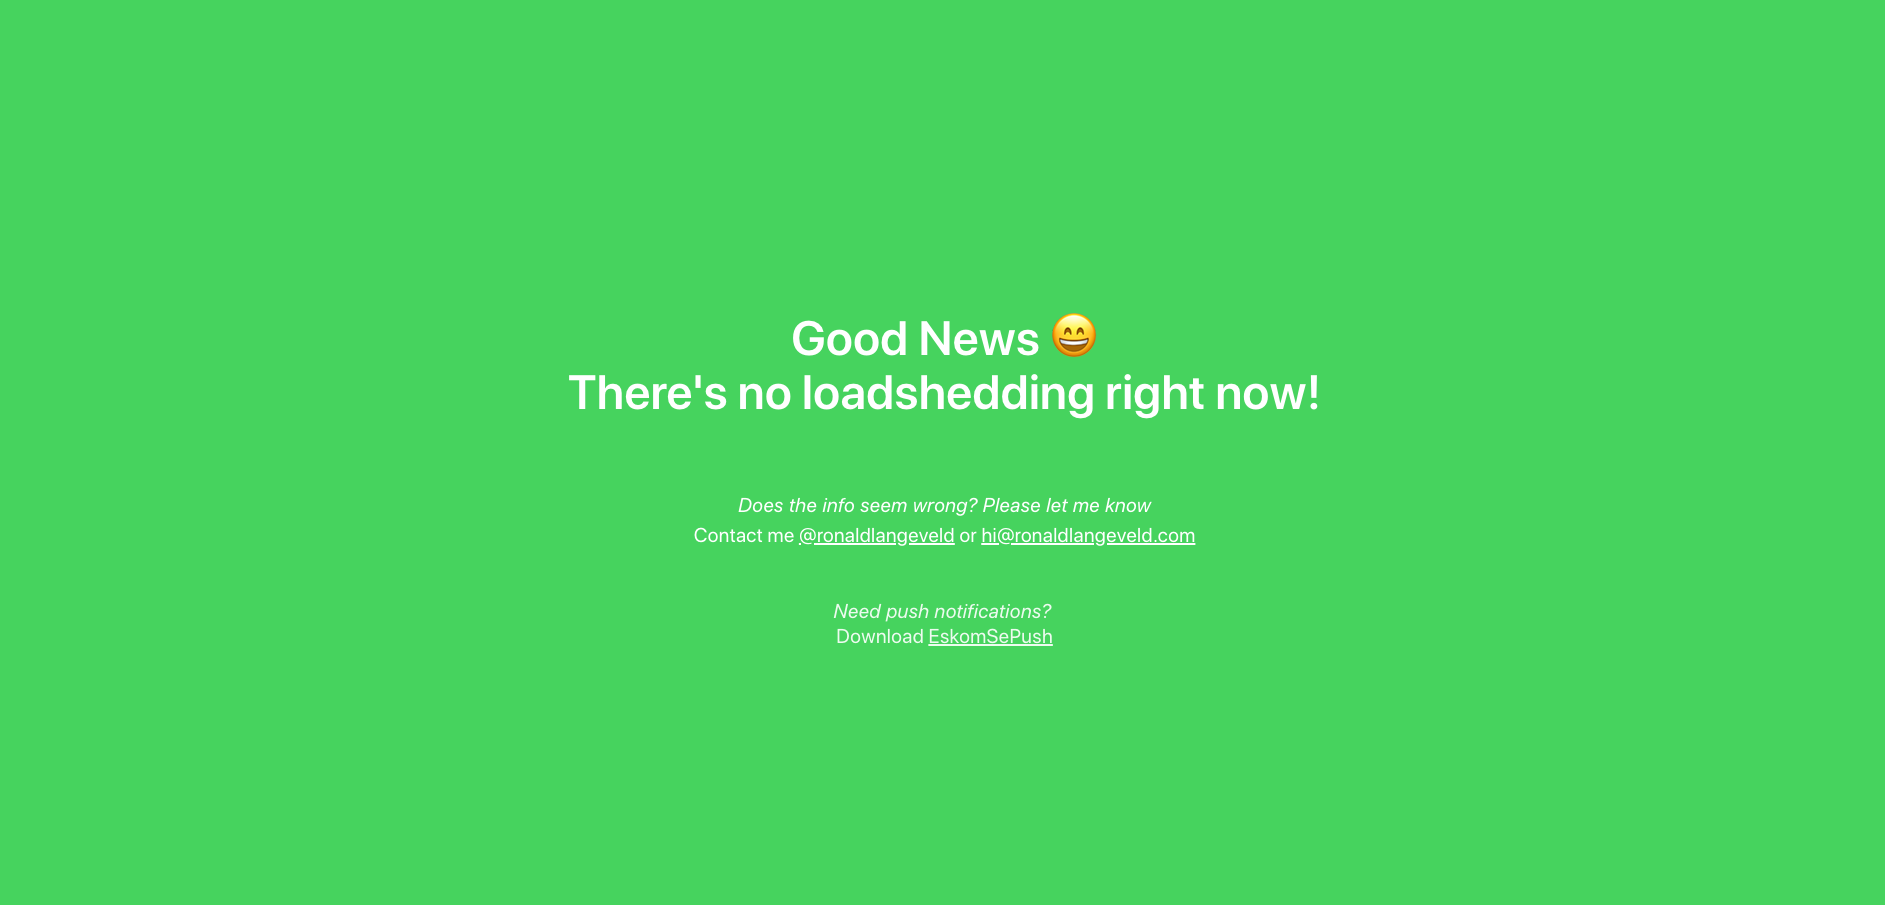 Good News 😄
There's no loadshedding right now!
Does the info seem wrong? Please let me know
Contact me @ronaldlangeveld or hi@ronaldlangeveld.com
Need push notifications?
Download EskomSePush